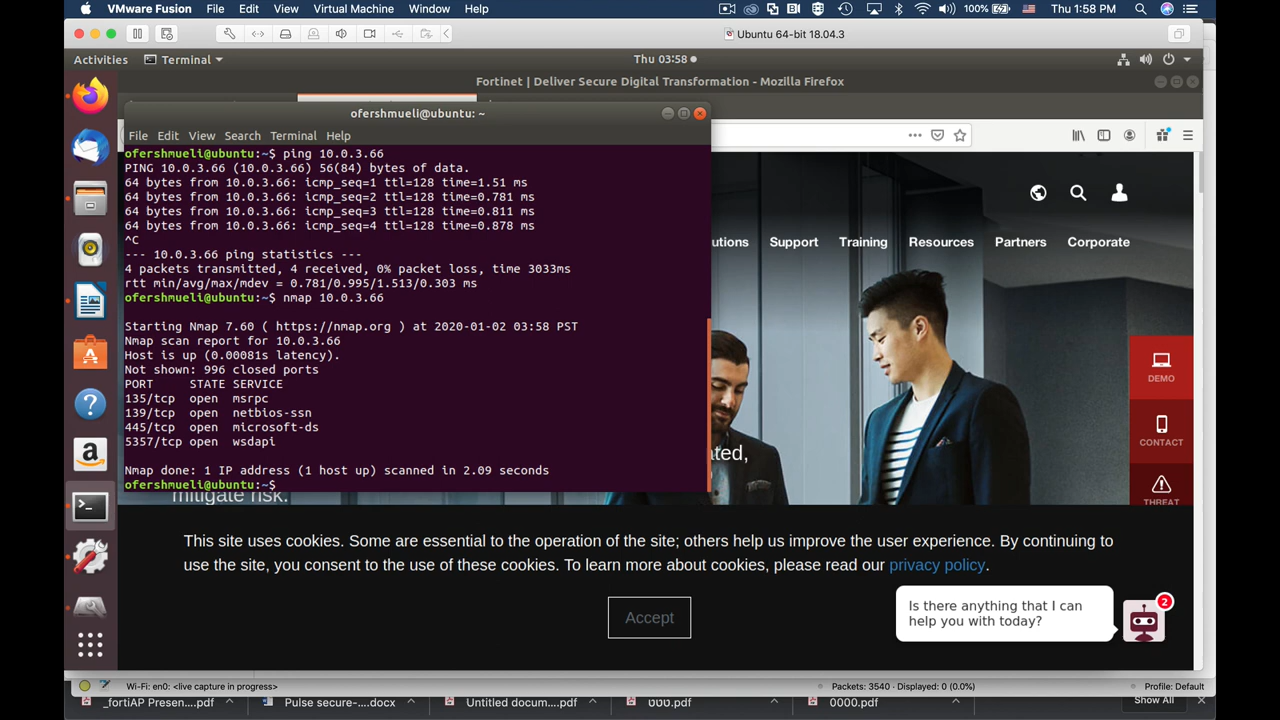 VMware Fusion File Edit View Virtual Machine Window Help 100% Thu 1:58 PM
Ubuntu 64-bit 18.04.3
Activities Terminal Thu 03:58
Fortinet | Deliver Secure Digital Transformation - Mozilla Firefox
ofershmueli@ubuntu: ~
File Edit View Search Terminal Help
ofershmueli@ubuntu:~$ ping 10.0.3.66
PING 10.0.3.66 (10.0.3.66) 56(84) bytes of data.
64 bytes from 10.0.3.66: icmp_seq=1 ttl=128 time=1.51 ms
64 bytes from 10.0.3.66: icmp_seq=2 ttl=128 time=0.781 ms
64 bytes from 10.0.3.66: icmp_seq=3 ttl=128 time=0.811 ms
64 bytes from 10.0.3.66: icmp_seq=4 ttl=128 time=0.878 ms
^C
--- 10.0.3.66 ping statistics ---
4 packets transmitted, 4 received, 0% packet loss, time 3033ms
rtt min/avg/max/mdev = 0.781/0.995/1.513/0.303 ms
ofershmueli@ubuntu:~$ nmap 10.0.3.66
Starting Nmap 7.60 ( https://nmap.org ) at 2020-01-02 03:58 PST
Nmap scan report for 10.0.3.66
Host is up (0.00081s latency).
Not shown: 996 closed ports
PORT STATE SERVICE
135/tcp open msrpc
139/tcp open netbios-ssn
445/tcp open microsoft-ds
5357/tcp open wsdapi
Nmap done: 1 IP address (1 host up) scanned in 2.09 seconds
ofershmueli@ubuntu:~$
utions Support Training Resources Partners Corporate
DEMO
CONTACT
THREAT
ted,
mitigate risk.
This site uses cookies. Some are essential to the operation of the site; others help us improve the user experience. By continuing
to use the site, you consent to the use of these cookies. To learn more about cookies, please read our privacy policy.
Accept
Is there anything that I can
help you with today?
2
Wi-Fi: en0: <live capture in progress> Packets: 3540 · Displayed: 0 (0.0%) Profile: Default
_fortiAP Presen....pdf Pulse secure-....docx Untitled docum....pdf 0000.pdf Show All